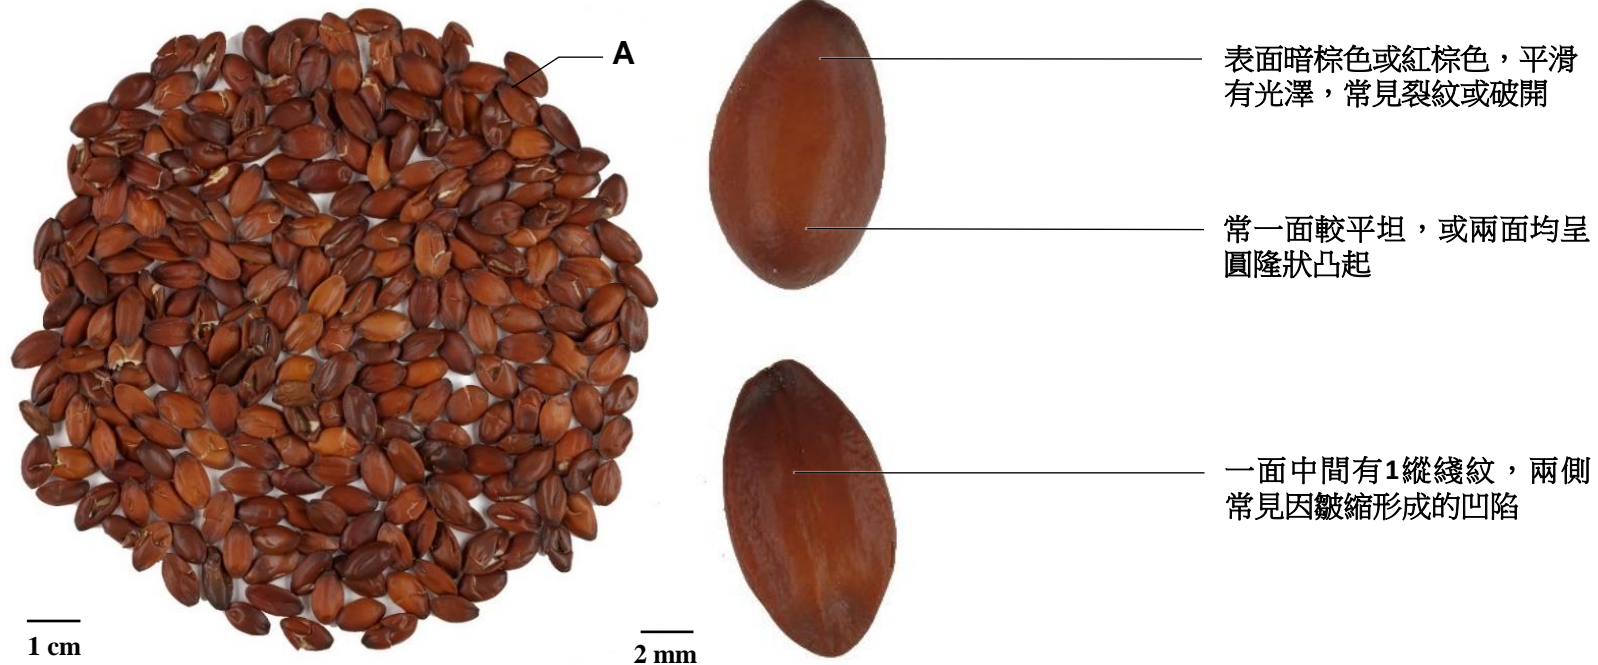 A
表面暗棕色或紅棕色，平滑
有光澤，常見裂紋或破開
常一面較平坦，或兩面均呈
圓隆狀凸起
一面中間有1縱綫紋，兩側
常見因皺縮形成的凹陷
1 cm
2 mm